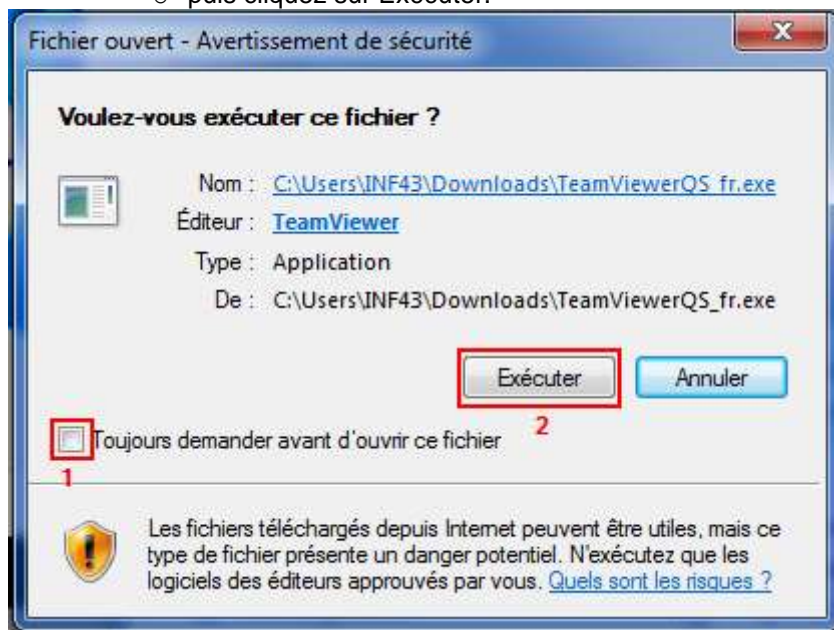 ○ puis cliquez sur Exécuter.
Fichier ouvert - Avertissement de sécurité
Voulez-vous exécuter ce fichier ?
Nom : C:\Users\INF43\Downloads\TeamViewerQS_fr.exe
Éditeur : TeamViewer
Type : Application
De : C:\Users\INF43\Downloads\TeamViewerQS_fr.exe
Exécuter Annuler
2
Toujours demander avant d'ouvrir ce fichier
1
Les fichiers téléchargés depuis Internet peuvent être utiles, mais ce
type de fichier présente un danger potentiel. N'exécutez que les
logiciels des éditeurs approuvés par vous. Quels sont les risques ?